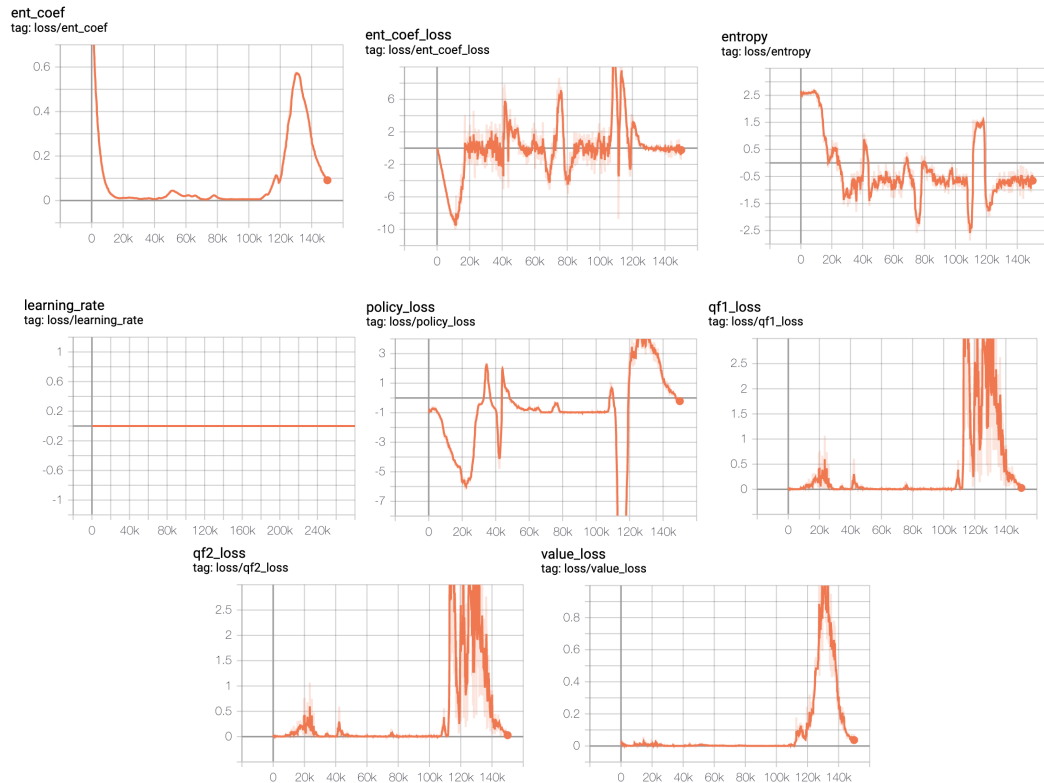 ent_coef
tag: loss/ent_coef
0.6
0.4
0.2
0
0 20k 40k 60k 80k 100k 120k 140k
ent_coef_loss
tag: loss/ent_coef_loss
6
2
-2
-6
-10
0 20k 40k 60k 80k 100k 120k 140k
entropy
tag: loss/entropy
2.5
1.5
0.5
-0.5
-1.5
-2.5
0 20k 40k 60k 80k 100k 120k 140k
learning_rate
tag: loss/learning_rate
1
0.6
0.2
-0.2
-0.6
-1
0 40k 80k 120k 160k 200k 240k
policy_loss
tag: loss/policy_loss
3
1
-1
-3
-5
-7
0 20k 40k 60k 80k 100k 120k 140k
qf1_loss
tag: loss/qf1_loss
2.5
2
1.5
1
0.5
0
0 20k 40k 60k 80k 100k 120k 140k
qf2_loss
tag: loss/qf2_loss
2.5
2
1.5
1
0.5
0
0 20k 40k 60k 80k 100k 120k 140k
value_loss
tag: loss/value_loss
0.8
0.6
0.4
0.2
0
0 20k 40k 60k 80k 100k 120k 140k